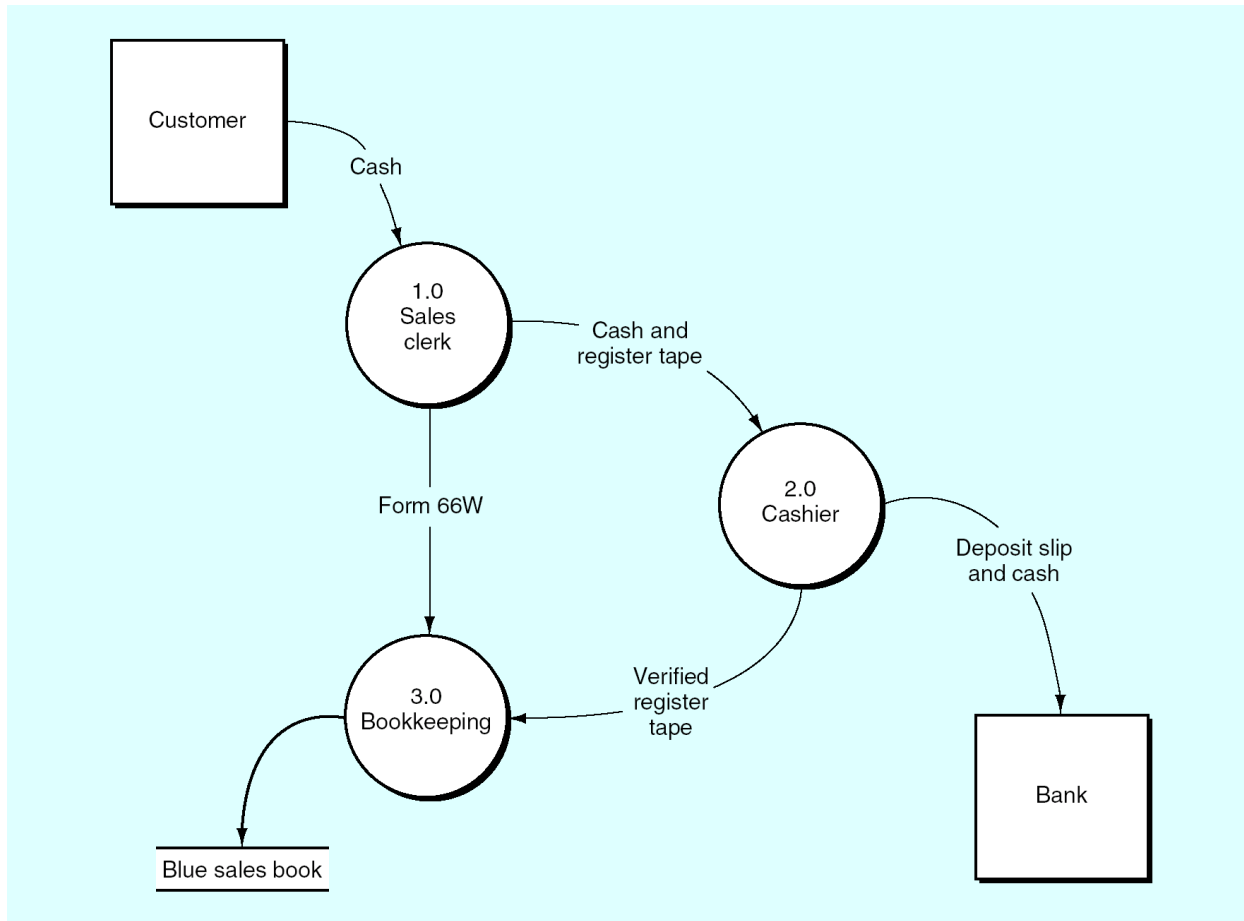 Customer
Cash
1.0
Sales
clerk
Cash and
register tape
Form 66W
2.0
Cashier
Deposit slip
and cash
Verified
register
tape
3.0
Bookkeeping
Bank
Blue sales book